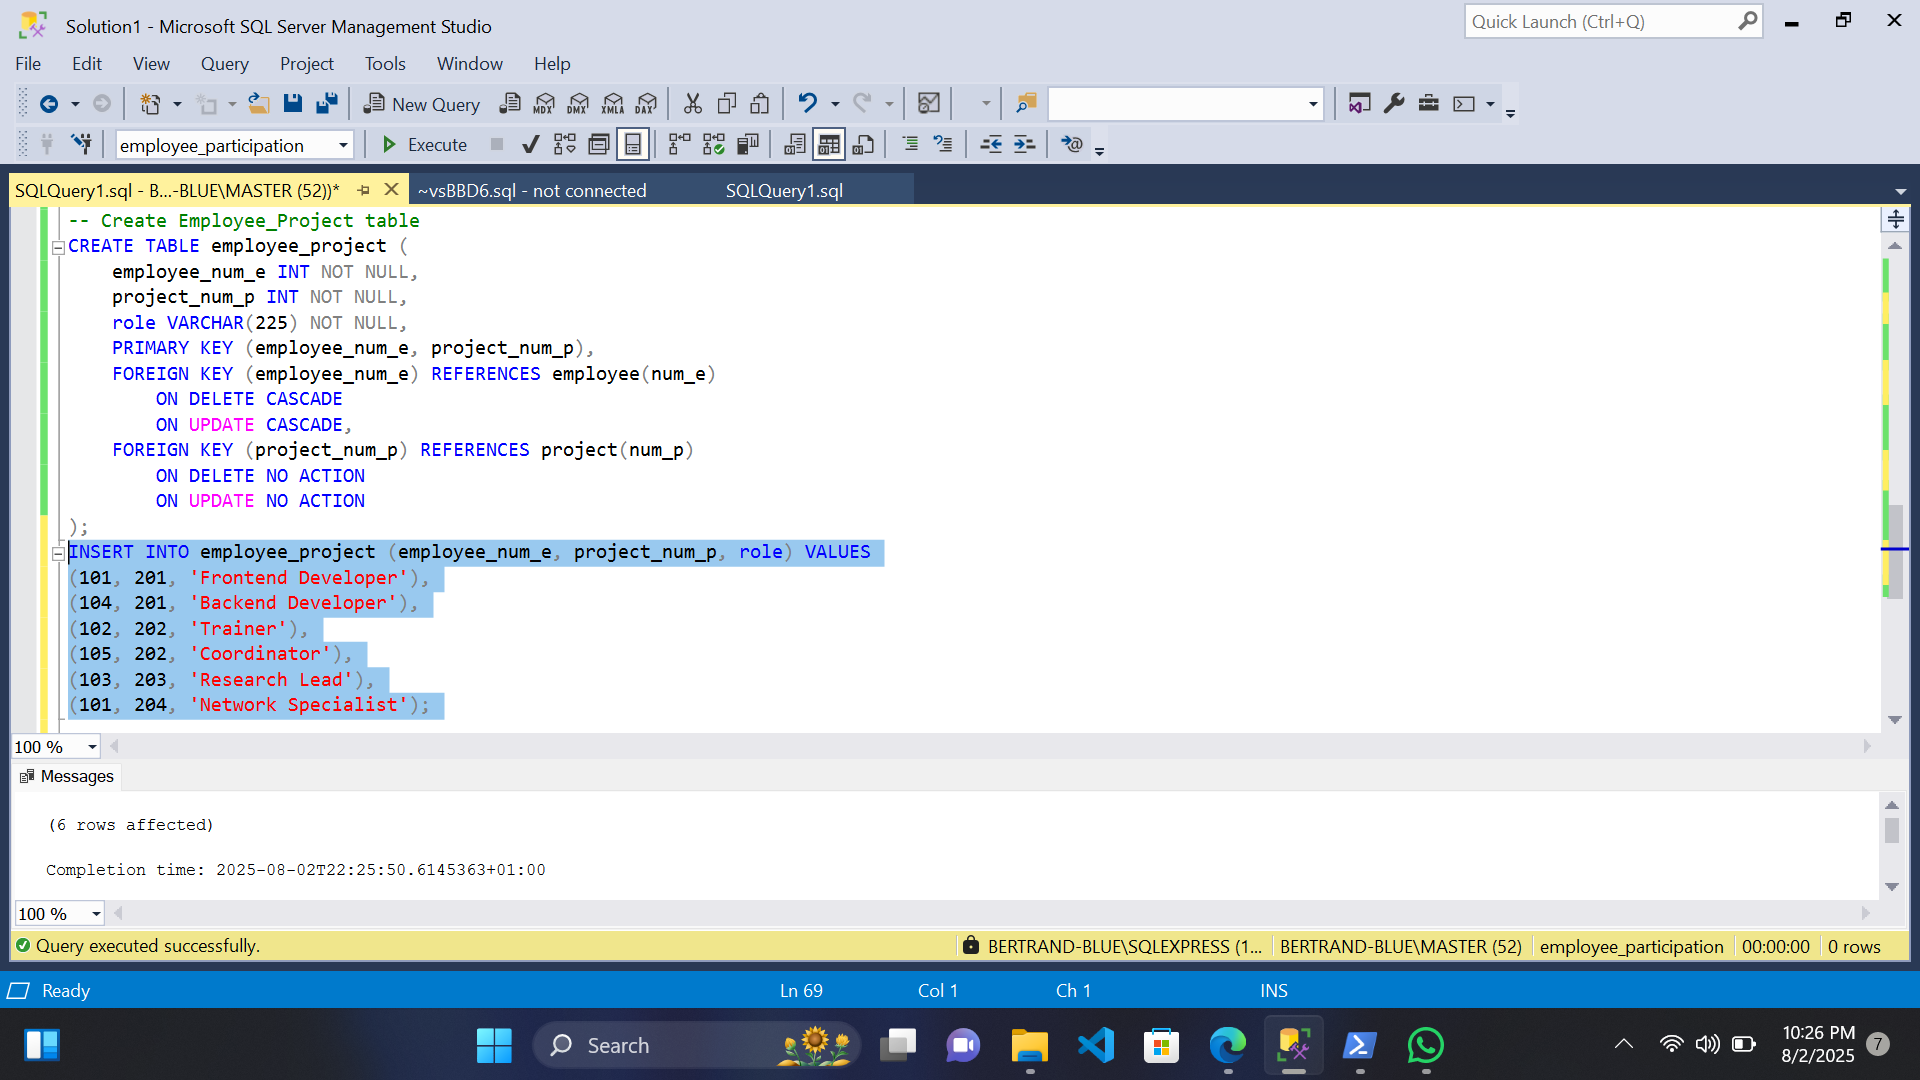 Solution1 - Microsoft SQL Server Management Studio
Quick Launch (Ctrl+Q)
File Edit View Query Project Tools Window Help
New Query MDX DMX XMLA DAX
employee_participation Execute
SQLQuery1.sql - B...-BLUE\MASTER (52))* ~vsBBD6.sql - not connected SQLQuery1.sql
-- Create Employee_Project table
CREATE TABLE employee_project (
    employee_num_e INT NOT NULL,
    project_num_p INT NOT NULL,
    role VARCHAR(225) NOT NULL,
    PRIMARY KEY (employee_num_e, project_num_p),
    FOREIGN KEY (employee_num_e) REFERENCES employee(num_e)
        ON DELETE CASCADE
        ON UPDATE CASCADE,
    FOREIGN KEY (project_num_p) REFERENCES project(num_p)
        ON DELETE NO ACTION
        ON UPDATE NO ACTION
);
INSERT INTO employee_project (employee_num_e, project_num_p, role) VALUES
(101, 201, 'Frontend Developer'),
(104, 201, 'Backend Developer'),
(102, 202, 'Trainer'),
(105, 202, 'Coordinator'),
(103, 203, 'Research Lead'),
(101, 204, 'Network Specialist');
100 %
Messages
(6 rows affected)
Completion time: 2025-08-02T22:25:50.6145363+01:00
100 %
Query executed successfully. BERTRAND-BLUE\SQLEXPRESS (1... BERTRAND-BLUE\MASTER (52) employee_participation 00:00:00 0 rows
Ready Ln 69 Col 1 Ch 1 INS
Search
10:26 PM
8/2/2025
7